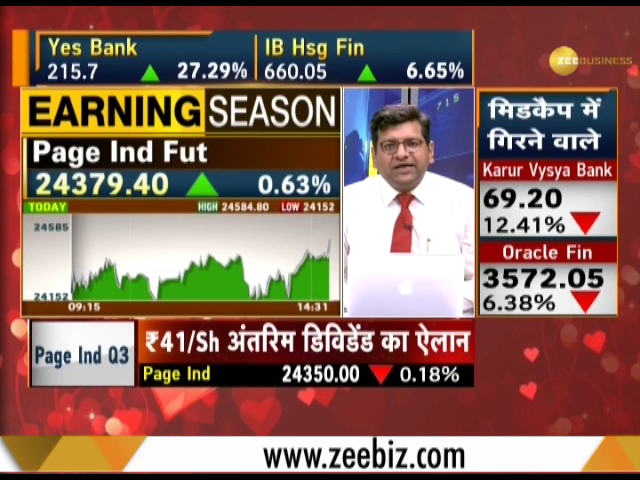 Yes Bank
215.7 27.29%
IB Hsg Fin
660.05 6.65%
ZEEBUSINESS
EARNING SEASON
Page Ind Fut
24379.40 0.63%
TODAY HIGH 24584.80 LOW 24152
24585
24152
09:15 14:31
715
मिडकैप में
गिरने वाले
Karur Vysya Bank
69.20
12.41%
Oracle Fin
3572.05
6.38%
Page Ind Q3
₹41/Sh अंतरिम डिविडेंड का ऐलान
Page Ind 24350.00 0.18%
www.zeebiz.com